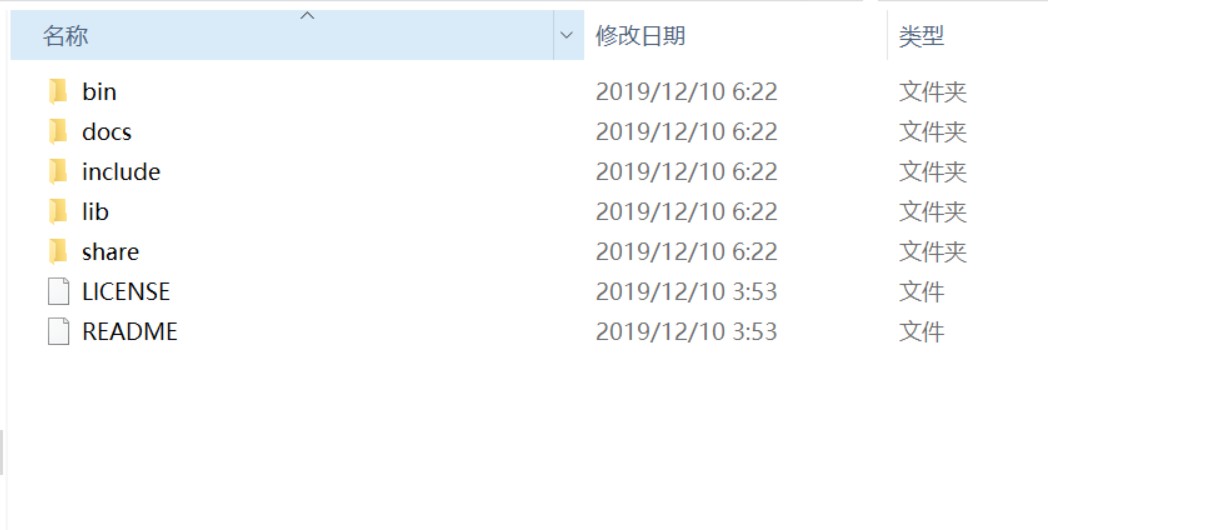 名称 修改日期 类型
bin 2019/12/10 6:22 文件夹
docs 2019/12/10 6:22 文件夹
include 2019/12/10 6:22 文件夹
lib 2019/12/10 6:22 文件夹
share 2019/12/10 6:22 文件夹
LICENSE 2019/12/10 3:53 文件
README 2019/12/10 3:53 文件